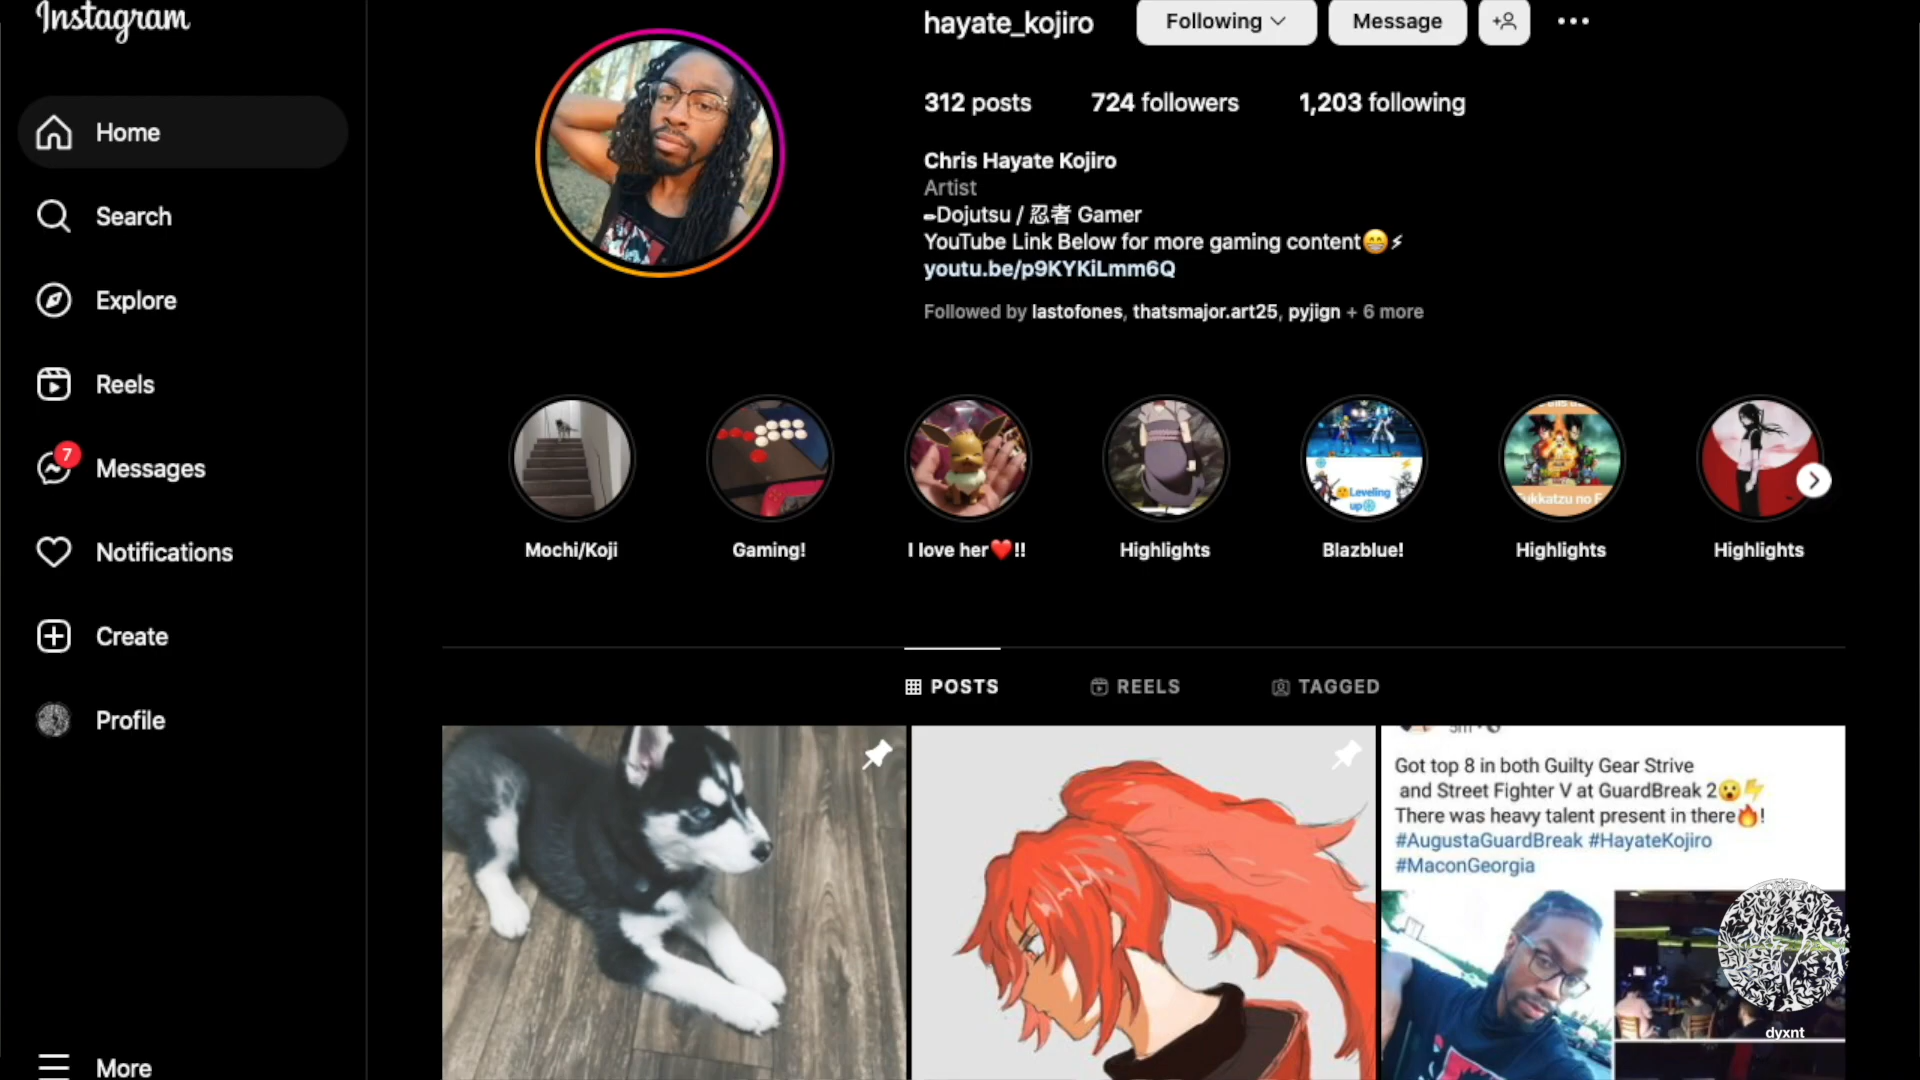 Instagram
Home
Search
Explore
Reels
7
Messages
Notifications
Create
Profile
More
hayate_kojiro
Following
Message
312 posts
724 followers
1,203 following
Chris Hayate Kojiro
Artist
✏Dojutsu / 忍者 Gamer
YouTube Link Below for more gaming content😁⚡
youtu.be/p9KYKiLmm6Q
Followed by lastofones, thatsmajor.art25, pyjign + 6 more
Leveling
up
Mochi/Koji
Gaming!
I love her❤️!!
Highlights
Blazblue!
Highlights
Highlights
POSTS
REELS
TAGGED
Got top 8 in both Guilty Gear Strive
and Street Fighter V at GuardBreak 2😮⚡
There was heavy talent present in there🔥!
#AugustaGuardBreak #HayateKojiro
#MaconGeorgia
dyxnt